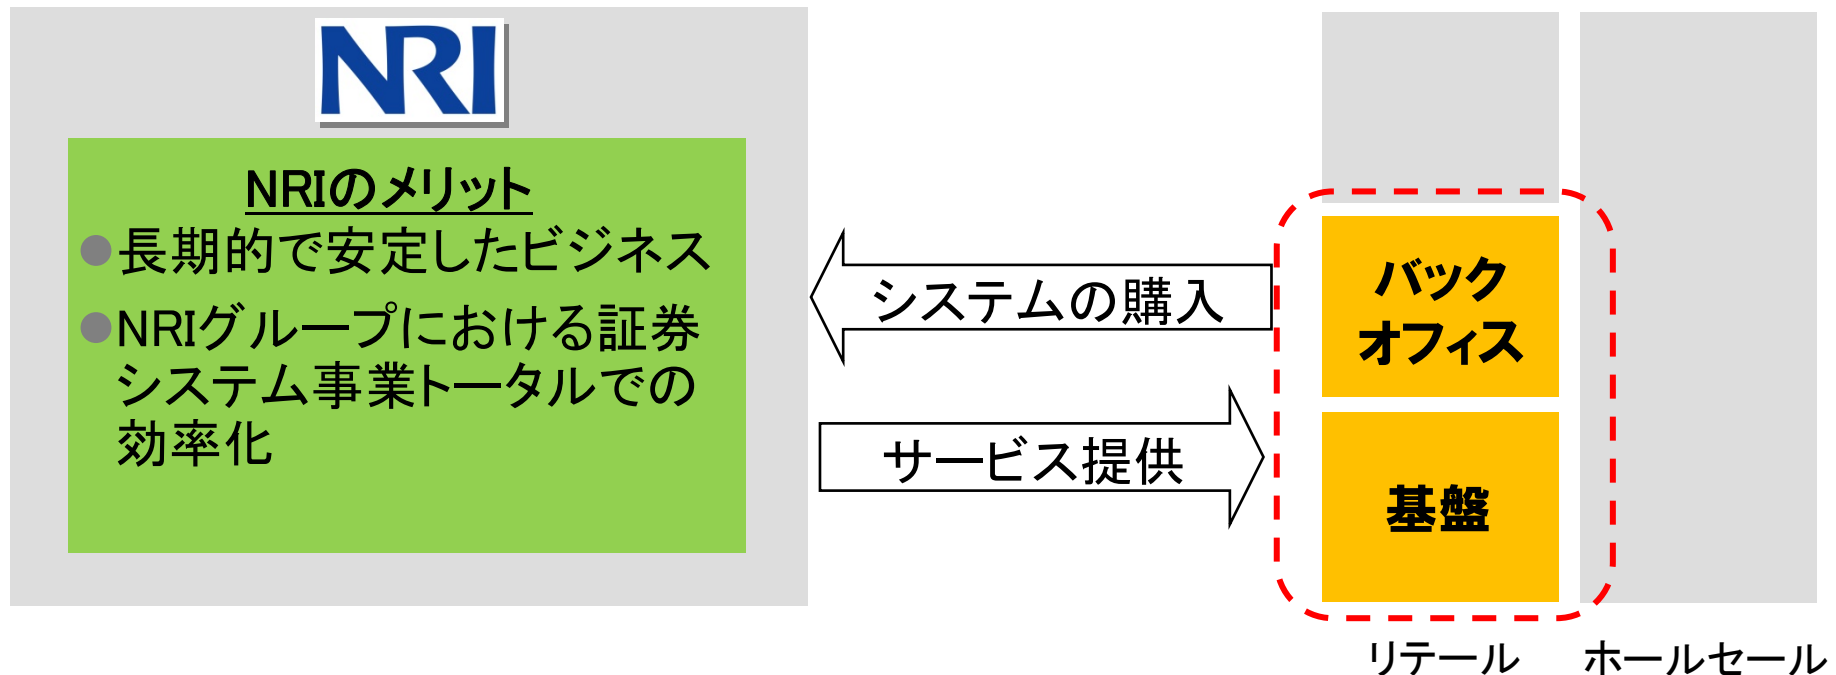 NRI
NRIのメリット
●長期的で安定したビジネス
●NRIグループにおける証券
システム事業トータルでの
効率化
システムの購入
サービス提供
バック
オフィス
基盤
リテール
ホールセール